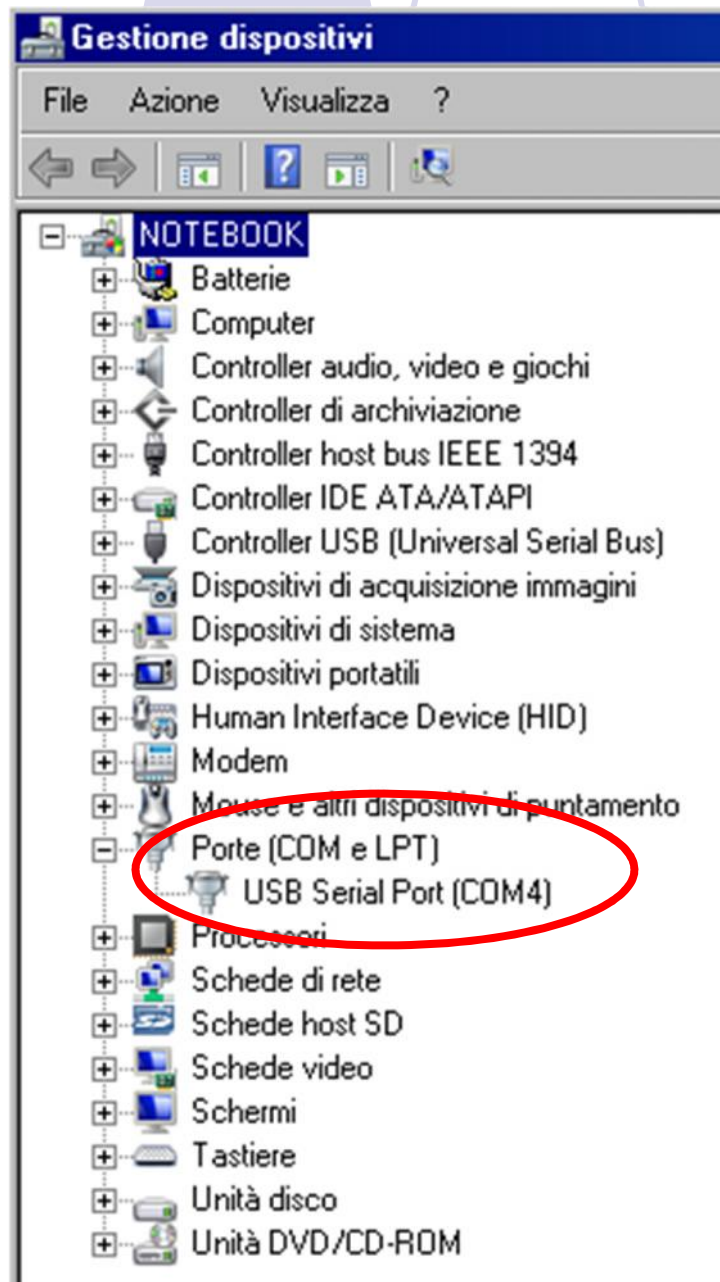 Gestione dispositivi
File Azione Visualizza ?
NOTEBOOK
Batterie
Computer
Controller audio, video e giochi
Controller di archiviazione
Controller host bus IEEE 1394
Controller IDE ATA/ATAPI
Controller USB (Universal Serial Bus)
Dispositivi di acquisizione immagini
Dispositivi di sistema
Dispositivi portatili
Human Interface Device (HID)
Modem
Mouse e altri dispositivi di puntamento
Porte (COM e LPT)
USB Serial Port (COM4)
Processori
Schede di rete
Schede host SD
Schede video
Schermi
Tastiere
Unità disco
Unità DVD/CD-ROM